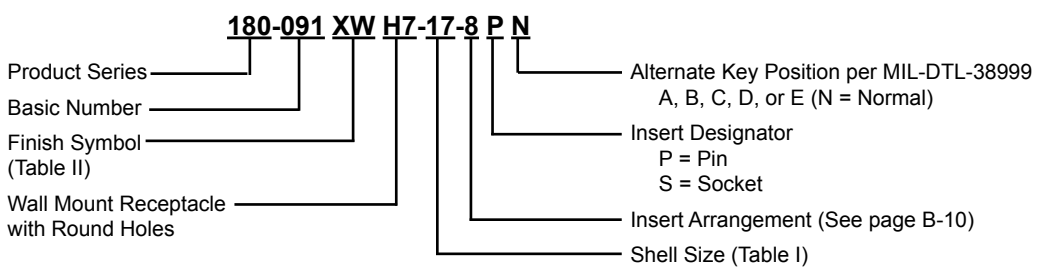 180-091 XW H7-17-8 P N
Product Series
Basic Number
Finish Symbol
(Table II)
Wall Mount Receptacle
with Round Holes
Alternate Key Position per MIL-DTL-38999
A, B, C, D, or E (N = Normal)
Insert Designator
P = Pin
S = Socket
Insert Arrangement (See page B-10)
Shell Size (Table I)